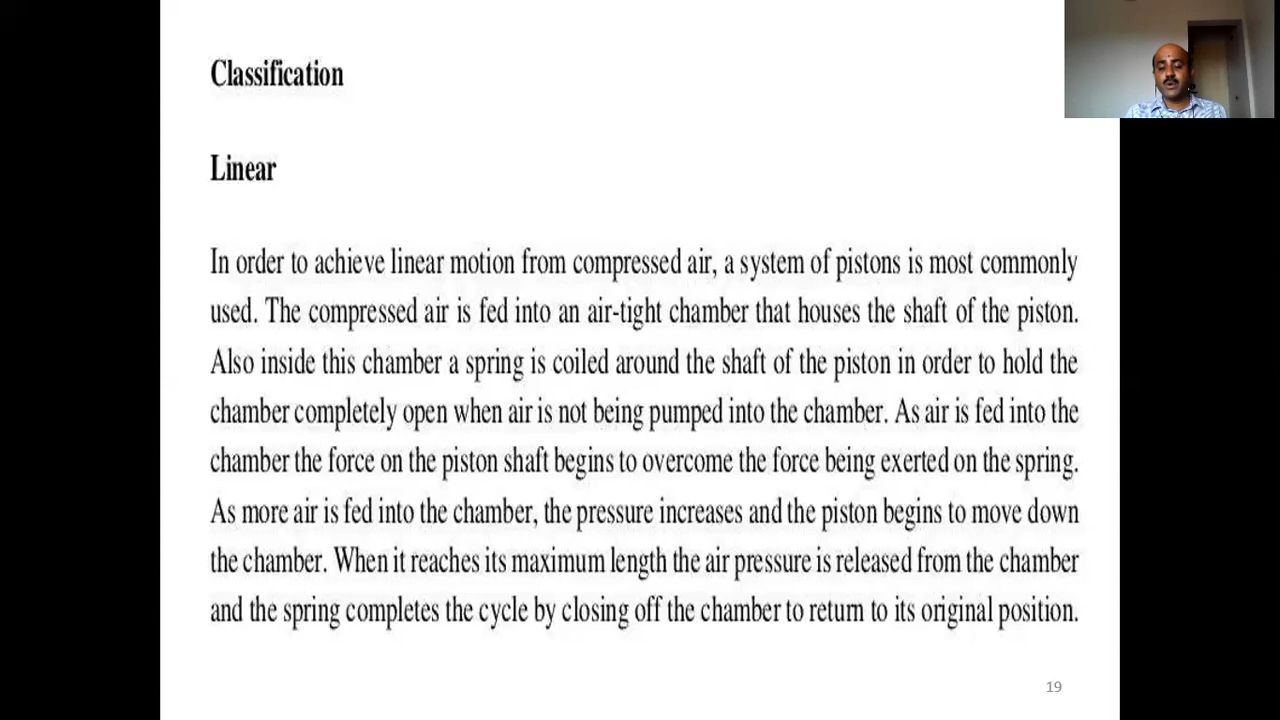 Classification
Linear
In order to achieve linear motion from compressed air, a system of pistons is most commonly
used. The compressed air is fed into an air-tight chamber that houses the shaft of the piston.
Also inside this chamber a spring is coiled around the shaft of the piston in order to hold the
chamber completely open when air is not being pumped into the chamber. As air is fed into the
chamber the force on the piston shaft begins to overcome the force being exerted on the spring.
As more air is fed into the chamber, the pressure increases and the piston begins to move down
the chamber. When it reaches its maximum length the air pressure is released from the chamber
and the spring completes the cycle by closing off the chamber to return to its original position.
19